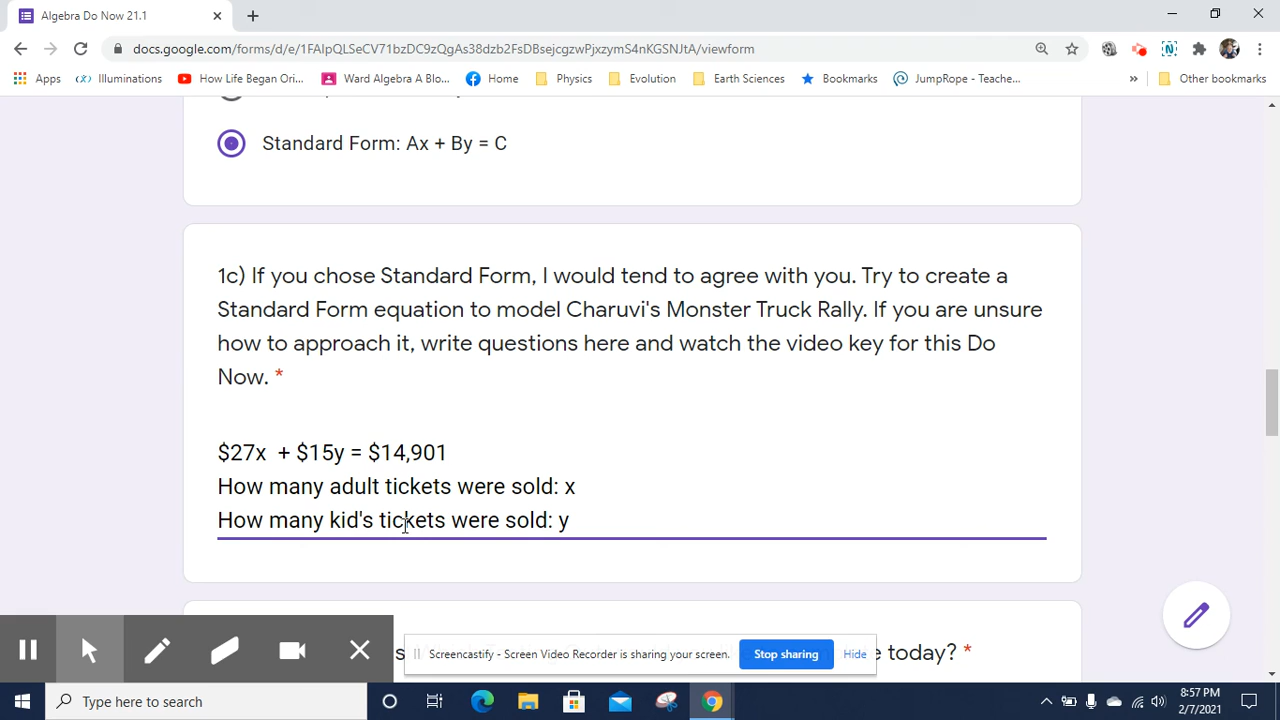 Algebra Do Now 21.1
docs.google.com/forms/d/e/1FAIpQLSeCV71bzDC9zQgAs38dzb2FsDBsejcgzwPjxzymS4nKGSNJtA/viewform
Apps Illuminations How Life Began Ori... Ward Algebra A Blo... Home Physics Evolution Earth Sciences Bookmarks JumpRope - Teache... » Other bookmarks
Standard Form: Ax + By = C
1c) If you chose Standard Form, I would tend to agree with you. Try to create a
Standard Form equation to model Charuvi's Monster Truck Rally. If you are unsure
how to approach it, write questions here and watch the video key for this Do
Now. *
$27x + $15y = $14,901
How many adult tickets were sold: x
How many kid's tickets were sold: y
e today? *
Screencastify - Screen Video Recorder is sharing your screen. Stop sharing Hide
Type here to search
8:57 PM
2/7/2021